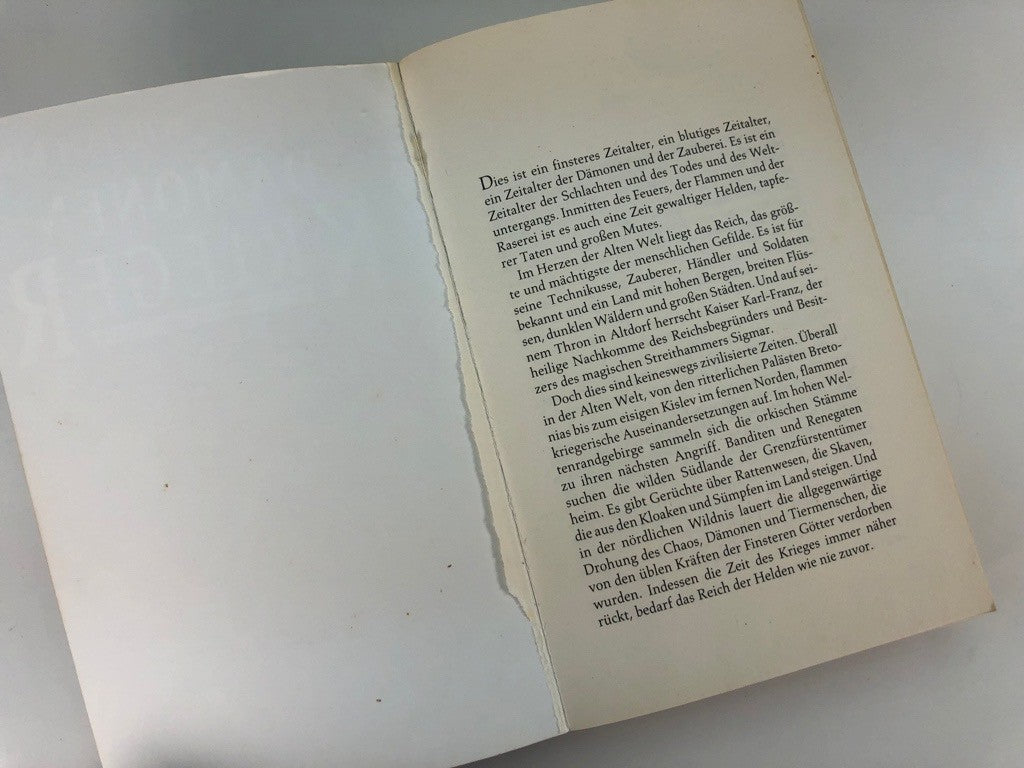 Dies ist ein finsteres Zeitalter, ein blutiges Zeitalter,
ein Zeitalter der Dämonen und der Zauberei. Es ist ein
Zeitalter der Schlachten und des Todes und des Welt-
untergangs. Inmitten des Feuers, der Flammen und der
Raserei ist es auch eine Zeit gewaltiger Helden, tapfe-
rer Taten und großen Mutes.
Im Herzen der Alten Welt liegt das Reich, das größ-
te und mächtigste der menschlichen Gefilde. Es ist für
seine Technikusse, Zauberer, Händler und Soldaten
bekannt und ein Land mit hohen Bergen, breiten Flüs-
sen, dunklen Wäldern und großen Städten. Und auf sei-
nem Thron in Altdorf herrscht Kaiser Karl-Franz, der
heilige Nachkomme des Reichsbegründers und Besit-
zers des magischen Streithammers Sigmar.
Doch dies sind keineswegs zivilisierte Zeiten. Überall
in der Alten Welt, von den ritterlichen Palästen Breto-
nias bis zum eisigen Kislev im fernen Norden, flammen
kriegerische Auseinandersetzungen auf. Im hohen Wel-
tenrandgebirge sammeln sich die orkischen Stämme
zu ihren nächsten Angriff. Banditen und Renegaten
suchen die wilden Südlande der Grenzfürstentümer
heim. Es gibt Gerüchte über Rattenwesen, die Skaven,
die aus den Kloaken und Sümpfen im Land steigen. Und
in der nördlichen Wildnis lauert die allgegenwärtige
Drohung des Chaos, Dämonen und Tiermenschen, die
von den üblen Kräften der Finsteren Götter verdorben
wurden. Indessen die Zeit des Krieges immer näher
rückt, bedarf das Reich der Helden wie nie zuvor.